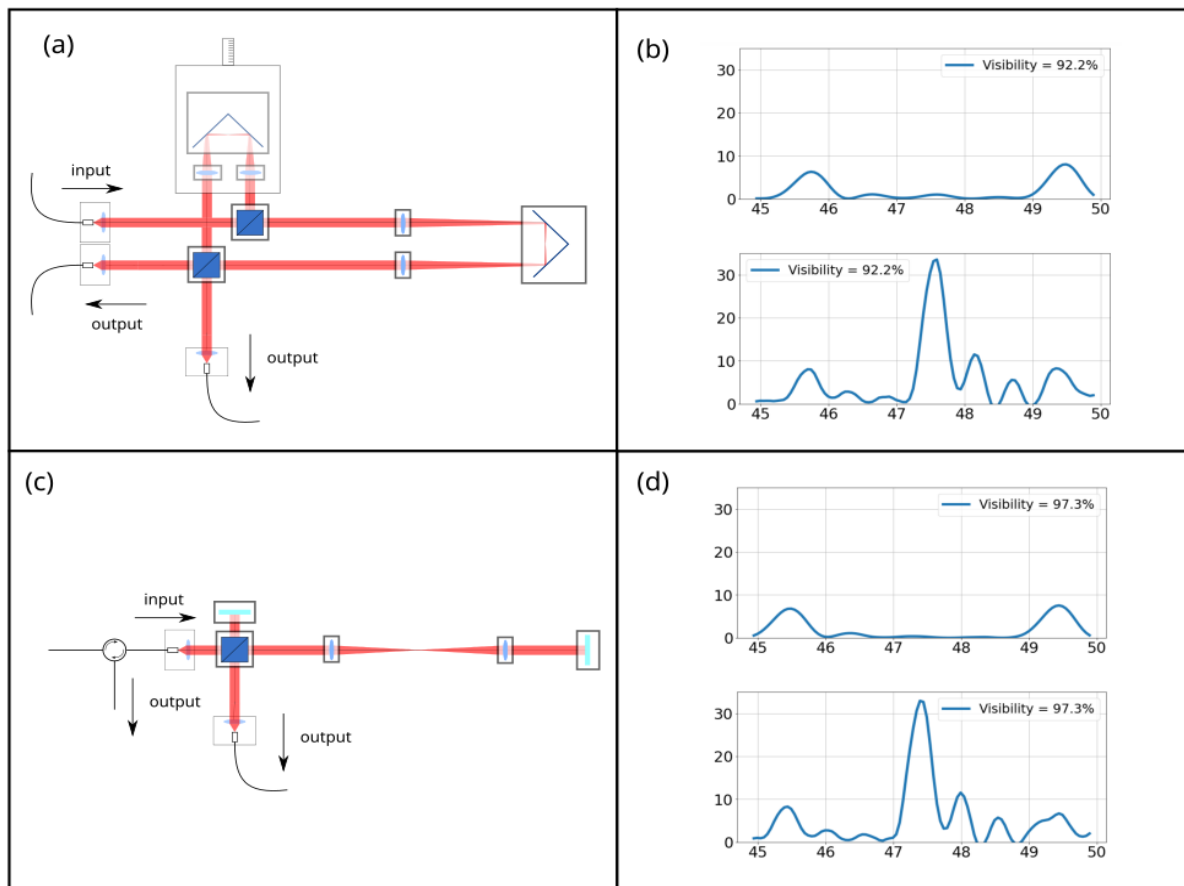 (a)
input
output
output
(b)
Visibility = 92.2%
30
20
10
0
45 46 47 48 49 50
Visibility = 92.2%
30
20
10
0
45 46 47 48 49 50
(c)
input
output
output
(d)
Visibility = 97.3%
30
20
10
0
45 46 47 48 49 50
Visibility = 97.3%
30
20
10
0
45 46 47 48 49 50